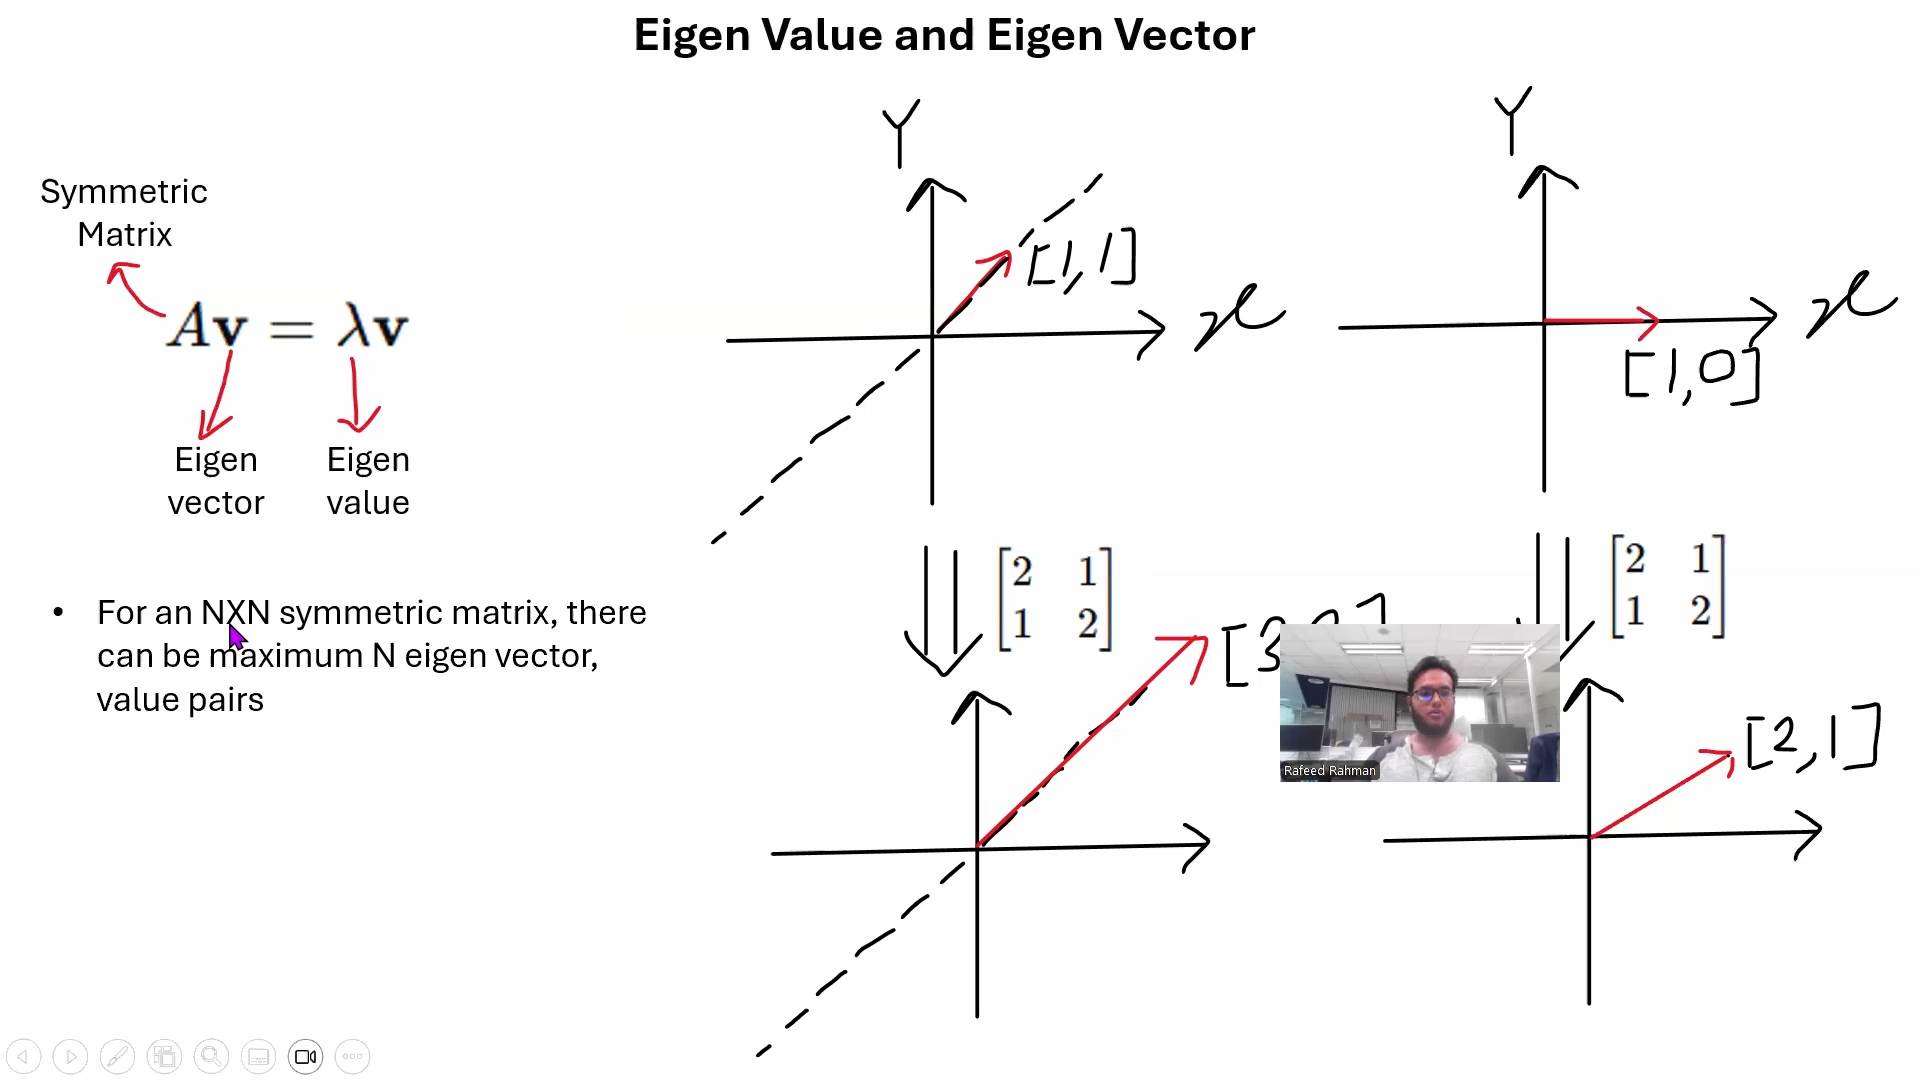 Eigen Value and Eigen Vector
Symmetric
Matrix
Av = λv
Eigen
vector
Eigen
value
• For an NXN symmetric matrix, there
can be maximum N eigen vector,
value pairs
Y
[1,1]
x
Y
x
[1,0]
[2 1
1 2]
[2 1
1 2]
[2,1]
Rafeed Rahman